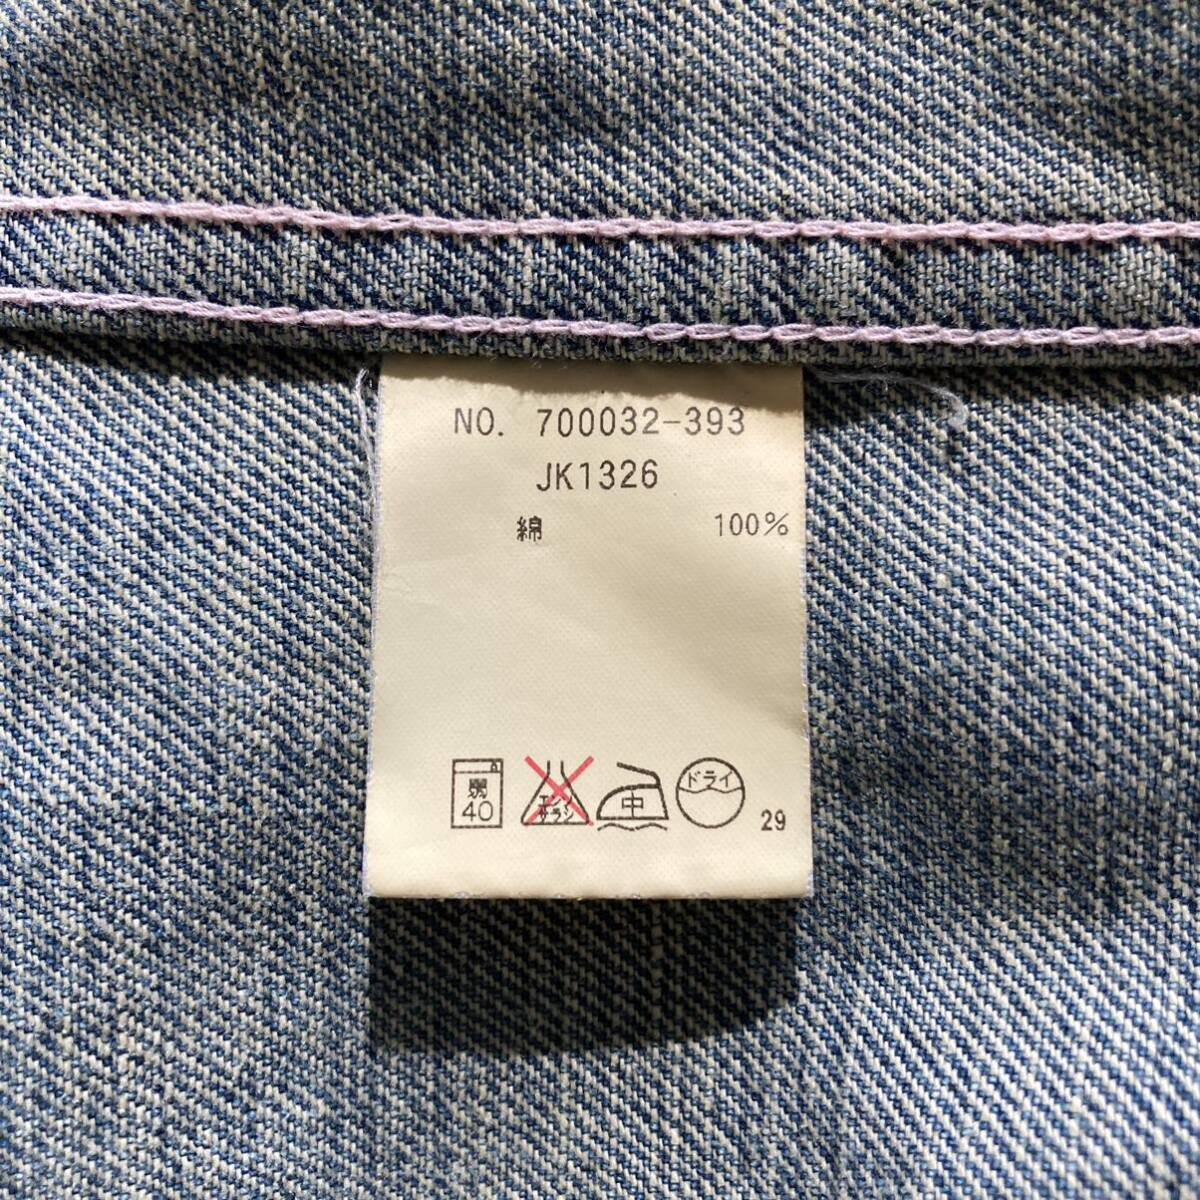 NO. 700032-393
JK1326
綿 100%
弱 40
エンソ サラシ
中
ドライ
29